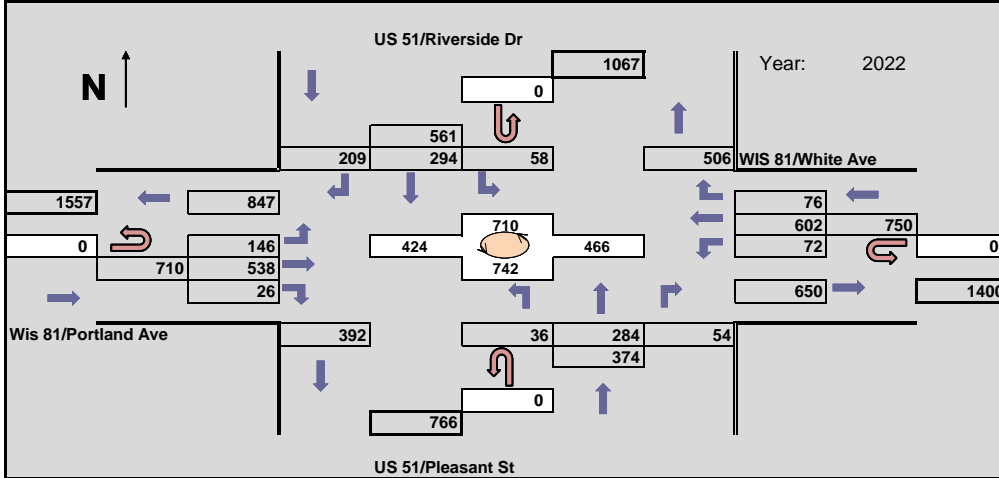 US 51/Riverside Dr
1067
Year: 2022
N
0
561
209 294 58
506 WIS 81/White Ave
1557 847
76
710
602 750
0 146
424 466
72 0
710 538
742
26
650 1400
Wis 81/Portland Ave
392 36 284 54
374
0
766
US 51/Pleasant St